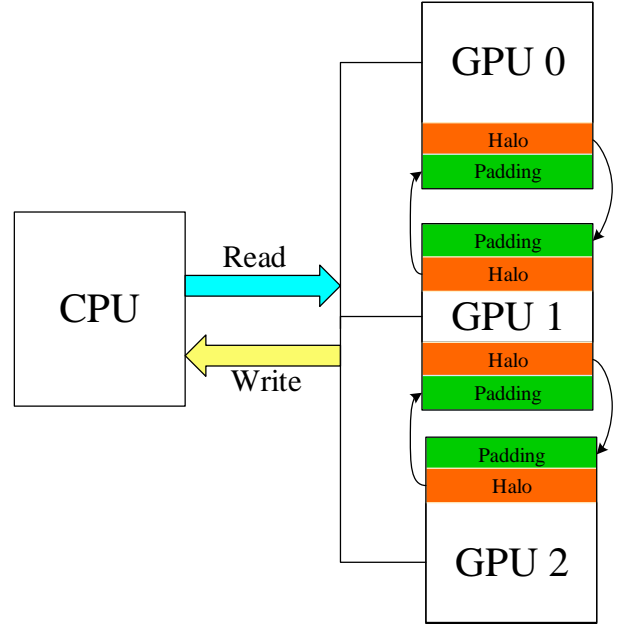 GPU 0
Halo
Padding
Padding
Halo
GPU 1
Halo
Padding
Padding
Halo
GPU 2
CPU
Read
Write